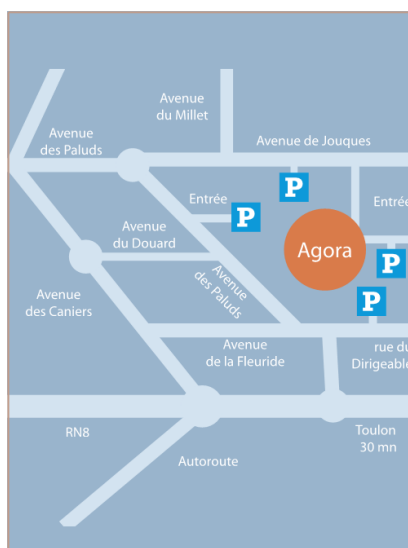 Avenue
du Millet
Avenue
des Paluds
Avenue de Jouques
P
Entrée
P
Entrée
Avenue
du Douard
Agora
P
Avenue
des Paluds
P
Avenue
des Caniers
Avenue
de la Fleuride
rue du
Dirigeable
RN8
Toulon
30 mn
Autoroute